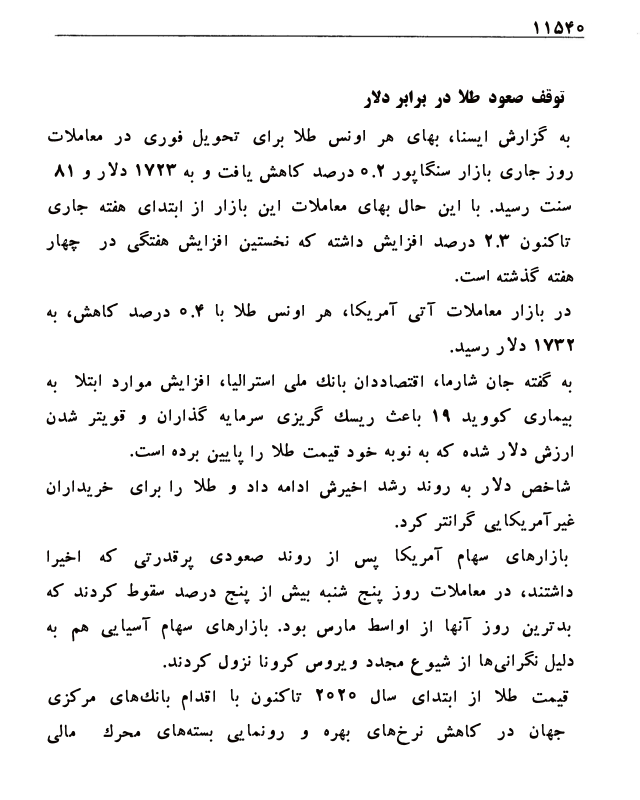 ۱۱۵۴۰
توقف صعود طلا در برابر دلار
به گزارش ایسنا، بهای هر اونس طلا برای تحویل فوری در معاملات
روز جاری بازار سنگاپور ۰.۲ درصد کاهش یافت و به ۱۷۲۳ دلار و ۸۱
سنت رسید. با این حال بهای معاملات این بازار از ابتدای هفته جاری
تاکنون ۲.۳ درصد افزایش داشته که نخستین افزایش هفتگی در چهار
هفته گذشته است.
در بازار معاملات آتی آمریکا، هر اونس طلا با ۰.۴ درصد کاهش، به
۱۷۳۲ دلار رسید.
به گفته جان شارما، اقتصاددان بانك ملی استرالیا، افزایش موارد ابتلا به
بیماری کووید ۱۹ باعث ریسك گریزی سرمایه گذاران و قویتر شدن
ارزش دلار شده که به نوبه خود قیمت طلا را پایین برده است.
شاخص دلار به روند رشد اخیرش ادامه داد و طلا را برای خریداران
غیرآمریکایی گرانتر کرد.
بازارهای سهام آمریکا پس از روند صعودی پرقدرتی که اخیرا
داشتند، در معاملات روز پنج شنبه بیش از پنج درصد سقوط کردند که
بدترین روز آنها از اواسط مارس بود. بازارهای سهام آسیایی هم به
دلیل نگرانی‌ها از شیوع مجدد ویروس کرونا نزول کردند.
قیمت طلا از ابتدای سال ۲۰۲۰ تاکنون با اقدام بانك‌های مرکزی
جهان در کاهش نرخ‌های بهره و رونمایی بسته‌های محرك مالی